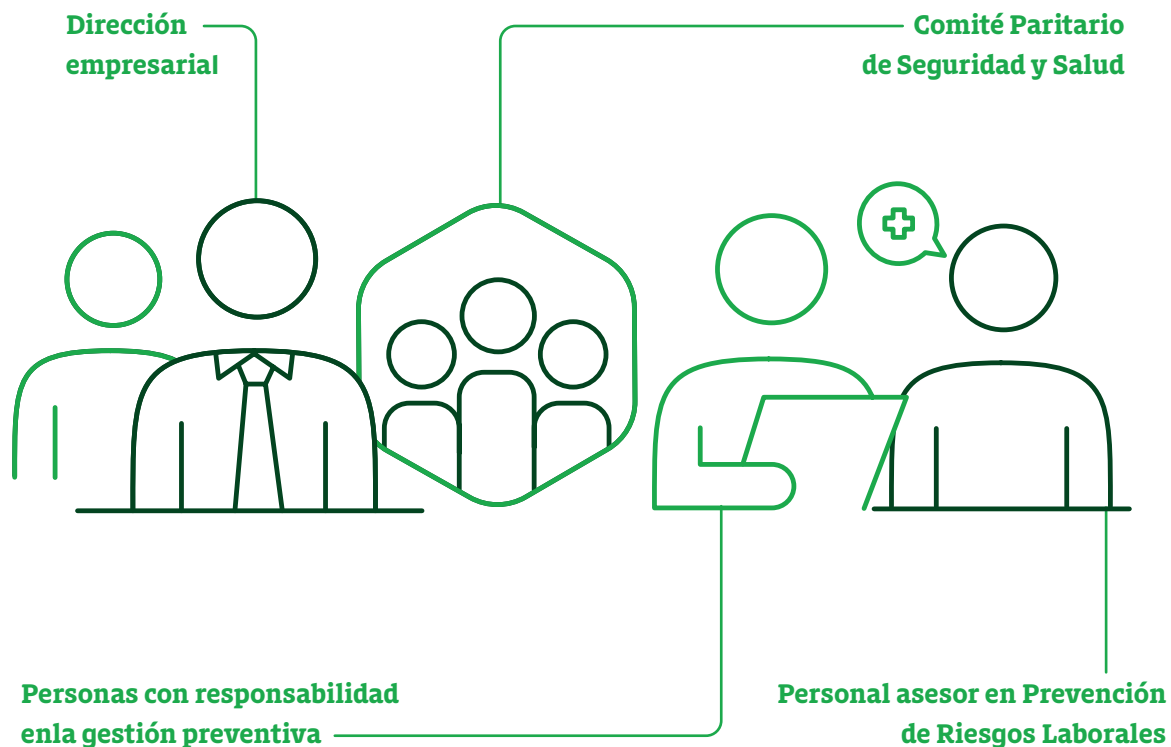 Dirección
empresarial
Comité Paritario
de Seguridad y Salud
Personas con responsabilidad
enla gestión preventiva
Personal asesor en Prevención
de Riesgos Laborales